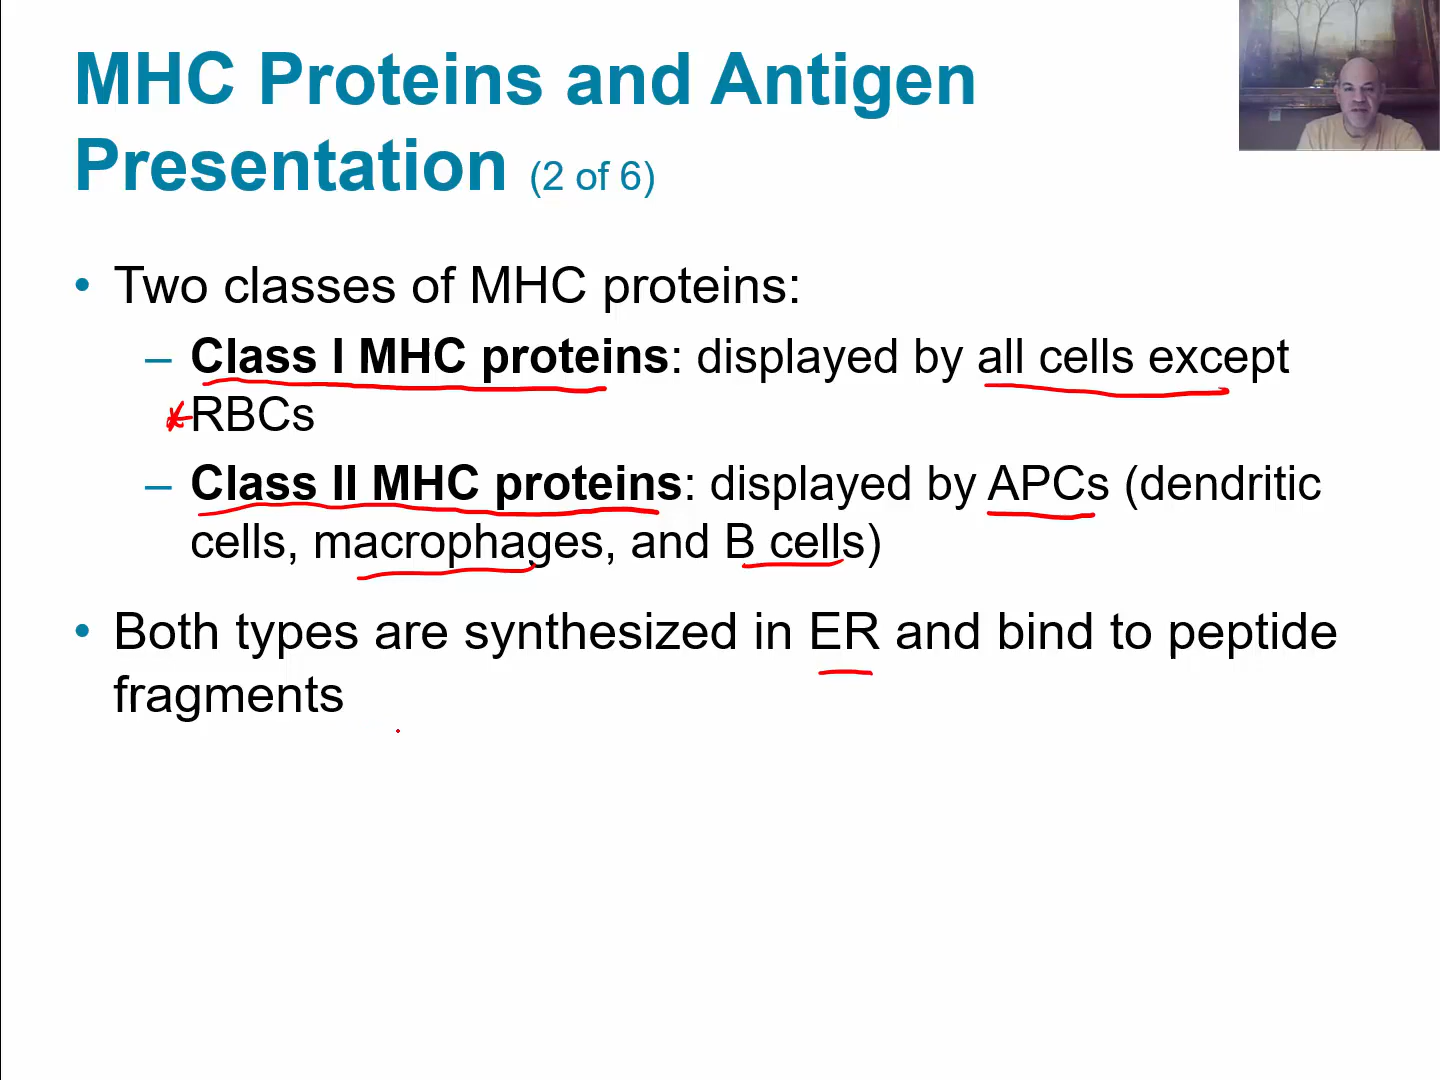 MHC Proteins and Antigen
Presentation (2 of 6)
• Two classes of MHC proteins:
– Class I MHC proteins: displayed by all cells except
*RBCs
– Class II MHC proteins: displayed by APCs (dendritic
cells, macrophages, and B cells)
• Both types are synthesized in ER and bind to peptide
fragments